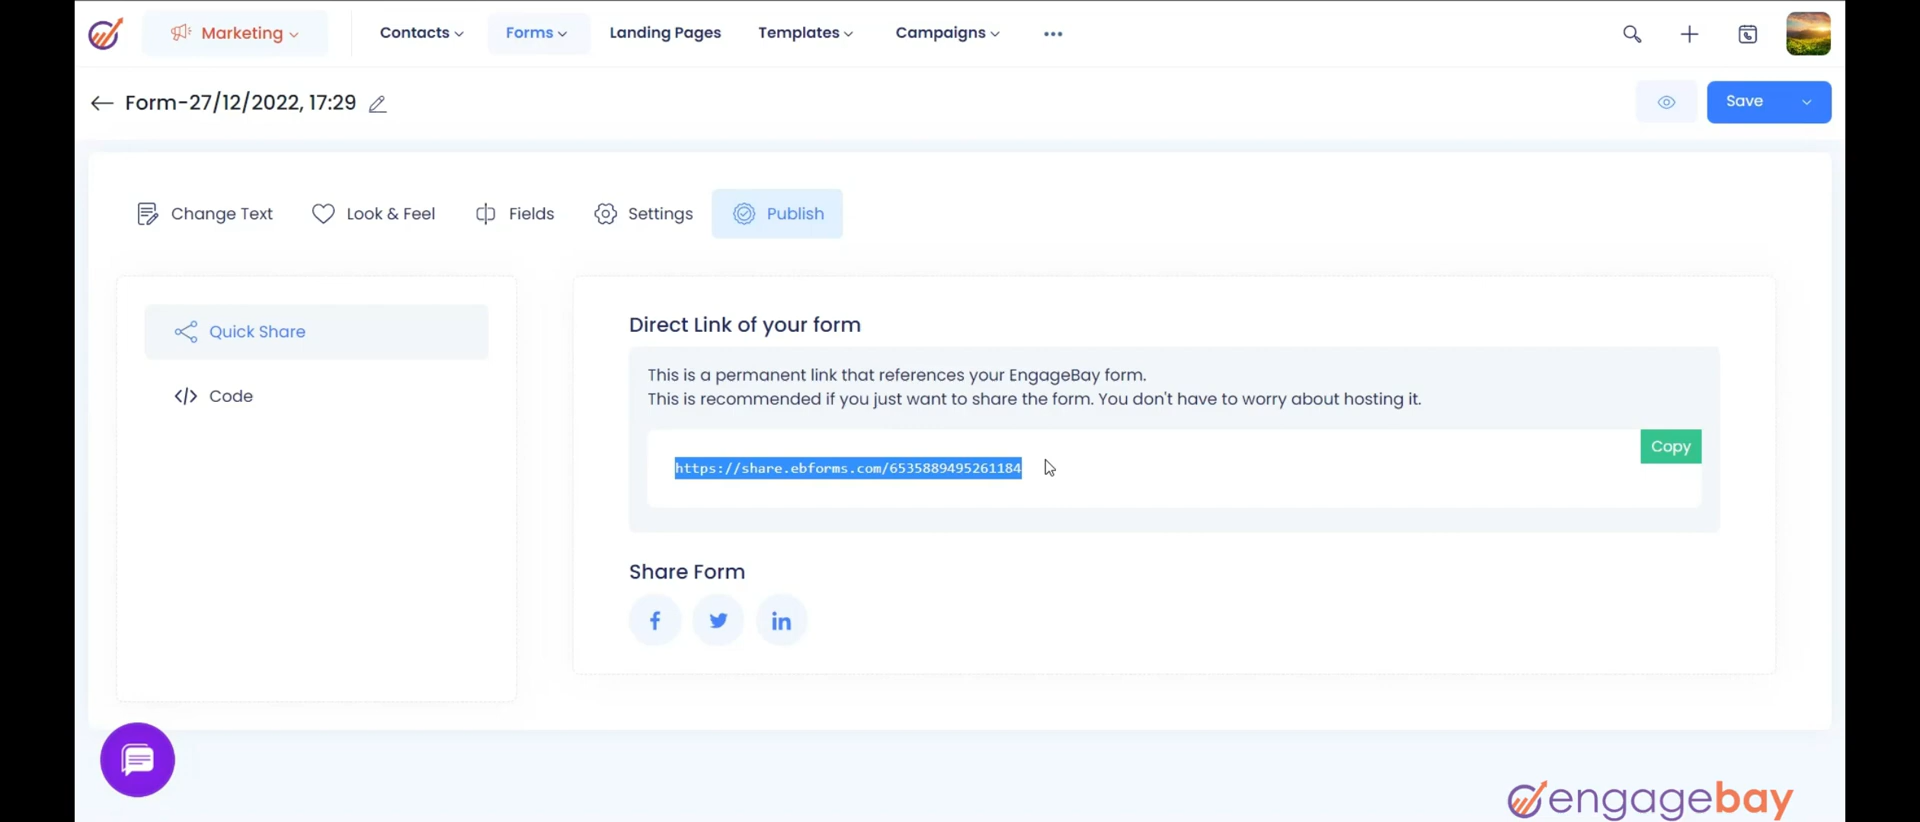 Marketing
Contacts
Forms
Landing Pages
Templates
Campaigns
Form-27/12/2022, 17:29
Save
Change Text
Look & Feel
Fields
Settings
Publish
Quick Share
Code
Direct Link of your form
This is a permanent link that references your EngageBay form.
This is recommended if you just want to share the form. You don't have to worry about hosting it.
Copy
https://share.ebforms.com/6535889495261184
Share Form
engagebay